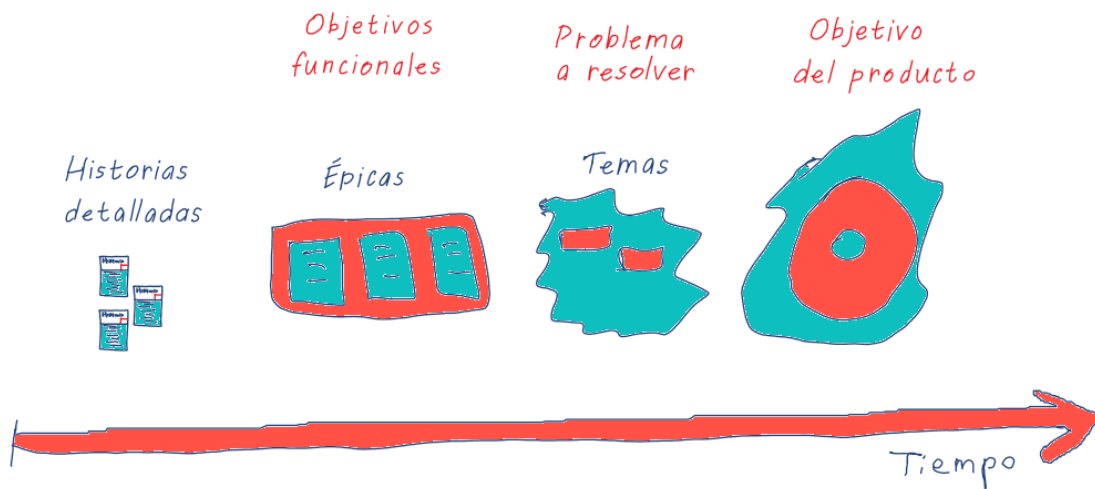 Objetivos
funcionales
Problema
a resolver
Objetivo
del producto
Historias
detalladas
Épicas
Temas
Tiempo